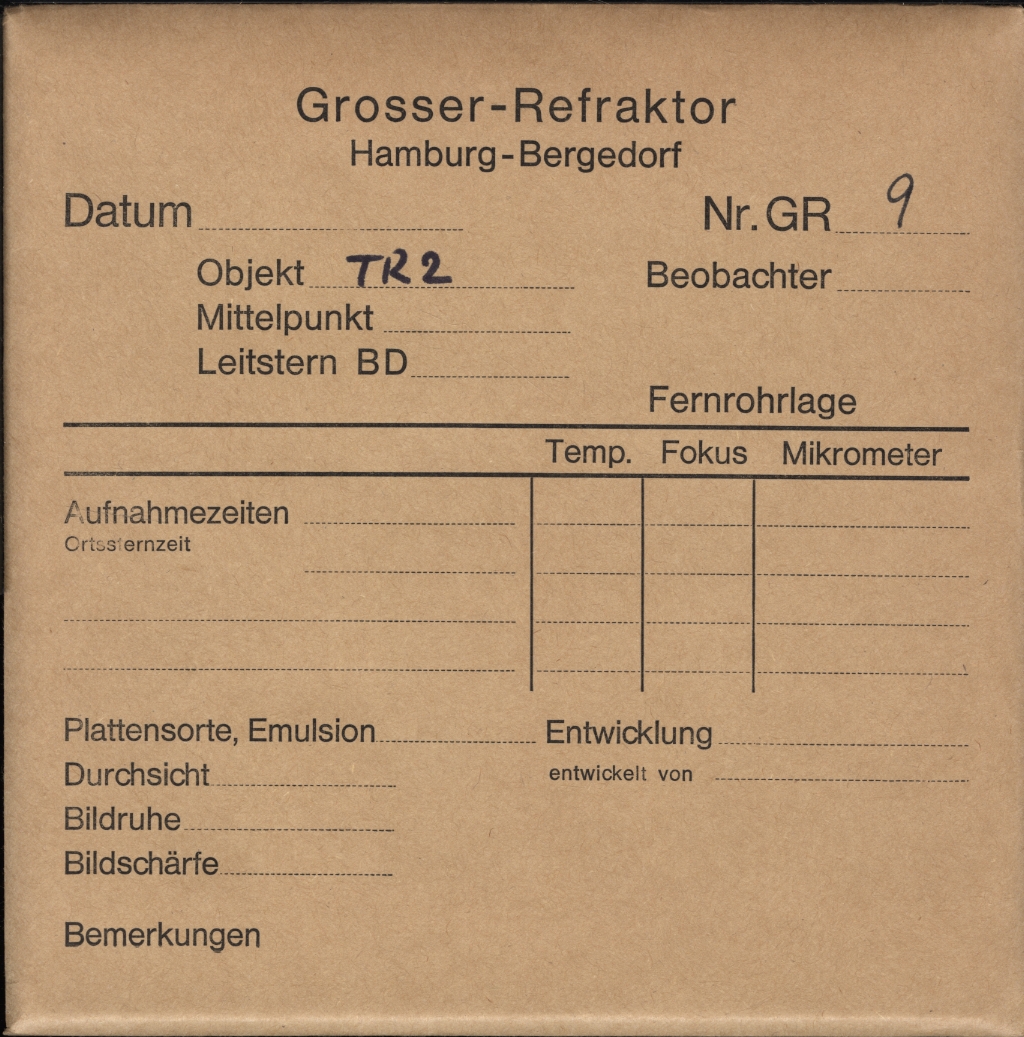 Grosser-Refraktor
Hamburg-Bergedorf
Datum Nr. GR 9
Objekt TR2 Beobachter
Mittelpunkt
Leitstern BD
Fernrohrlage
Temp. Fokus Mikrometer
Aufnahmezeiten
Ortssternzeit
Plattensorte, Emulsion Entwicklung
Durchsicht entwickelt von
Bildruhe
Bildschärfe
Bemerkungen